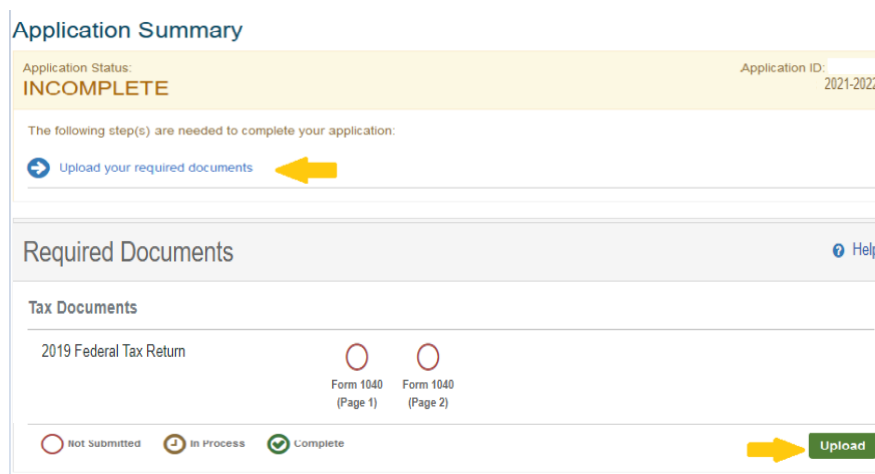 Application Summary
Application Status:
INCOMPLETE
Application ID:
2021-2022
The following step(s) are needed to complete your application:
Upload your required documents
Required Documents
Help
Tax Documents
2019 Federal Tax Return
Form 1040
(Page 1)
Form 1040
(Page 2)
Not Submitted
In Process
Complete
Upload